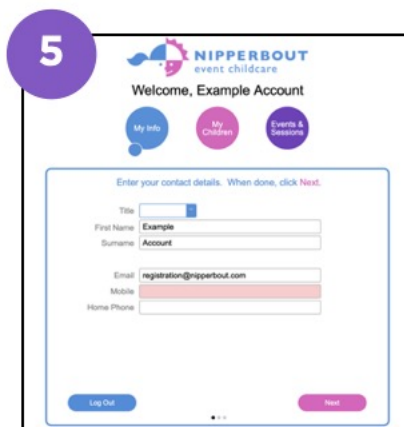 5
NIPPERBOUT
event childcare
Welcome, Example Account
My Info
My Children
Events & Sessions
Enter your contact details. When done, click Next.
Title
First Name Example
Surname Account
Email registration@nipperbout.com
Mobile
Home Phone
Log Out Next